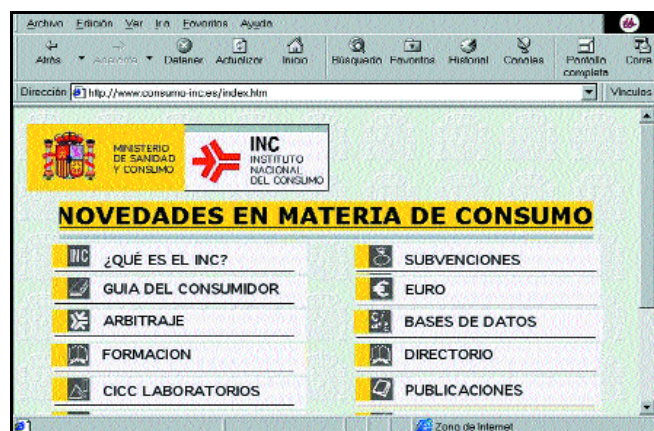 Archivo Edición Ver Ir a Favoritos Ayuda
Atrás Adelante Detener Actualizar Inicio Búsqueda Favoritos Historial Canales Pantalla completa Corre
Dirección http://www.consumo-inc.es/index.htm Vínculos
MINISTERIO
DE SANIDAD
Y CONSUMO
INC
INSTITUTO
NACIONAL
DEL CONSUMO
NOVEDADES EN MATERIA DE CONSUMO
INC ¿QUÉ ES EL INC?
GUIA DEL CONSUMIDOR
ARBITRAJE
FORMACION
CICC LABORATORIOS
SUBVENCIONES
€ EURO
BASES DE DATOS
DIRECTORIO
PUBLICACIONES
Zona de Internet